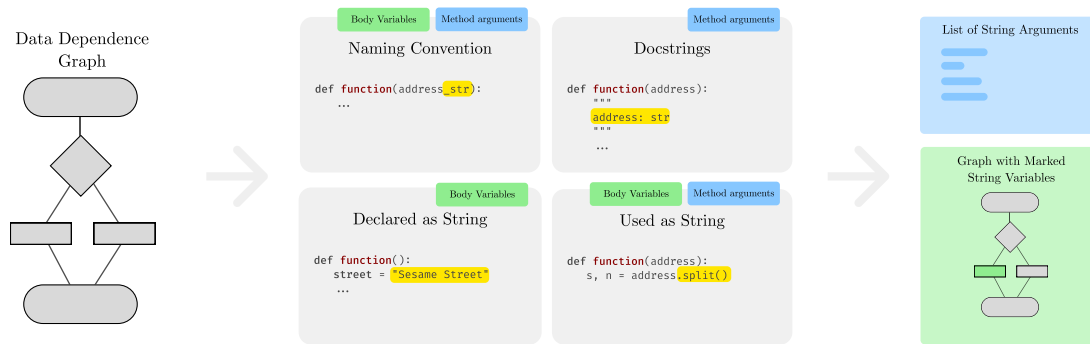 Data Dependence
Graph
Body Variables
Method arguments
Naming Convention
def function(address_str):
...
Method arguments
Docstrings
def function(address):
"""
address: str
"""
...
Body Variables
Declared as String
def function():
street = "Sesame Street"
...
Body Variables
Method arguments
Used as String
def function(address):
s, n = address.split()
List of String Arguments
Graph with Marked
String Variables